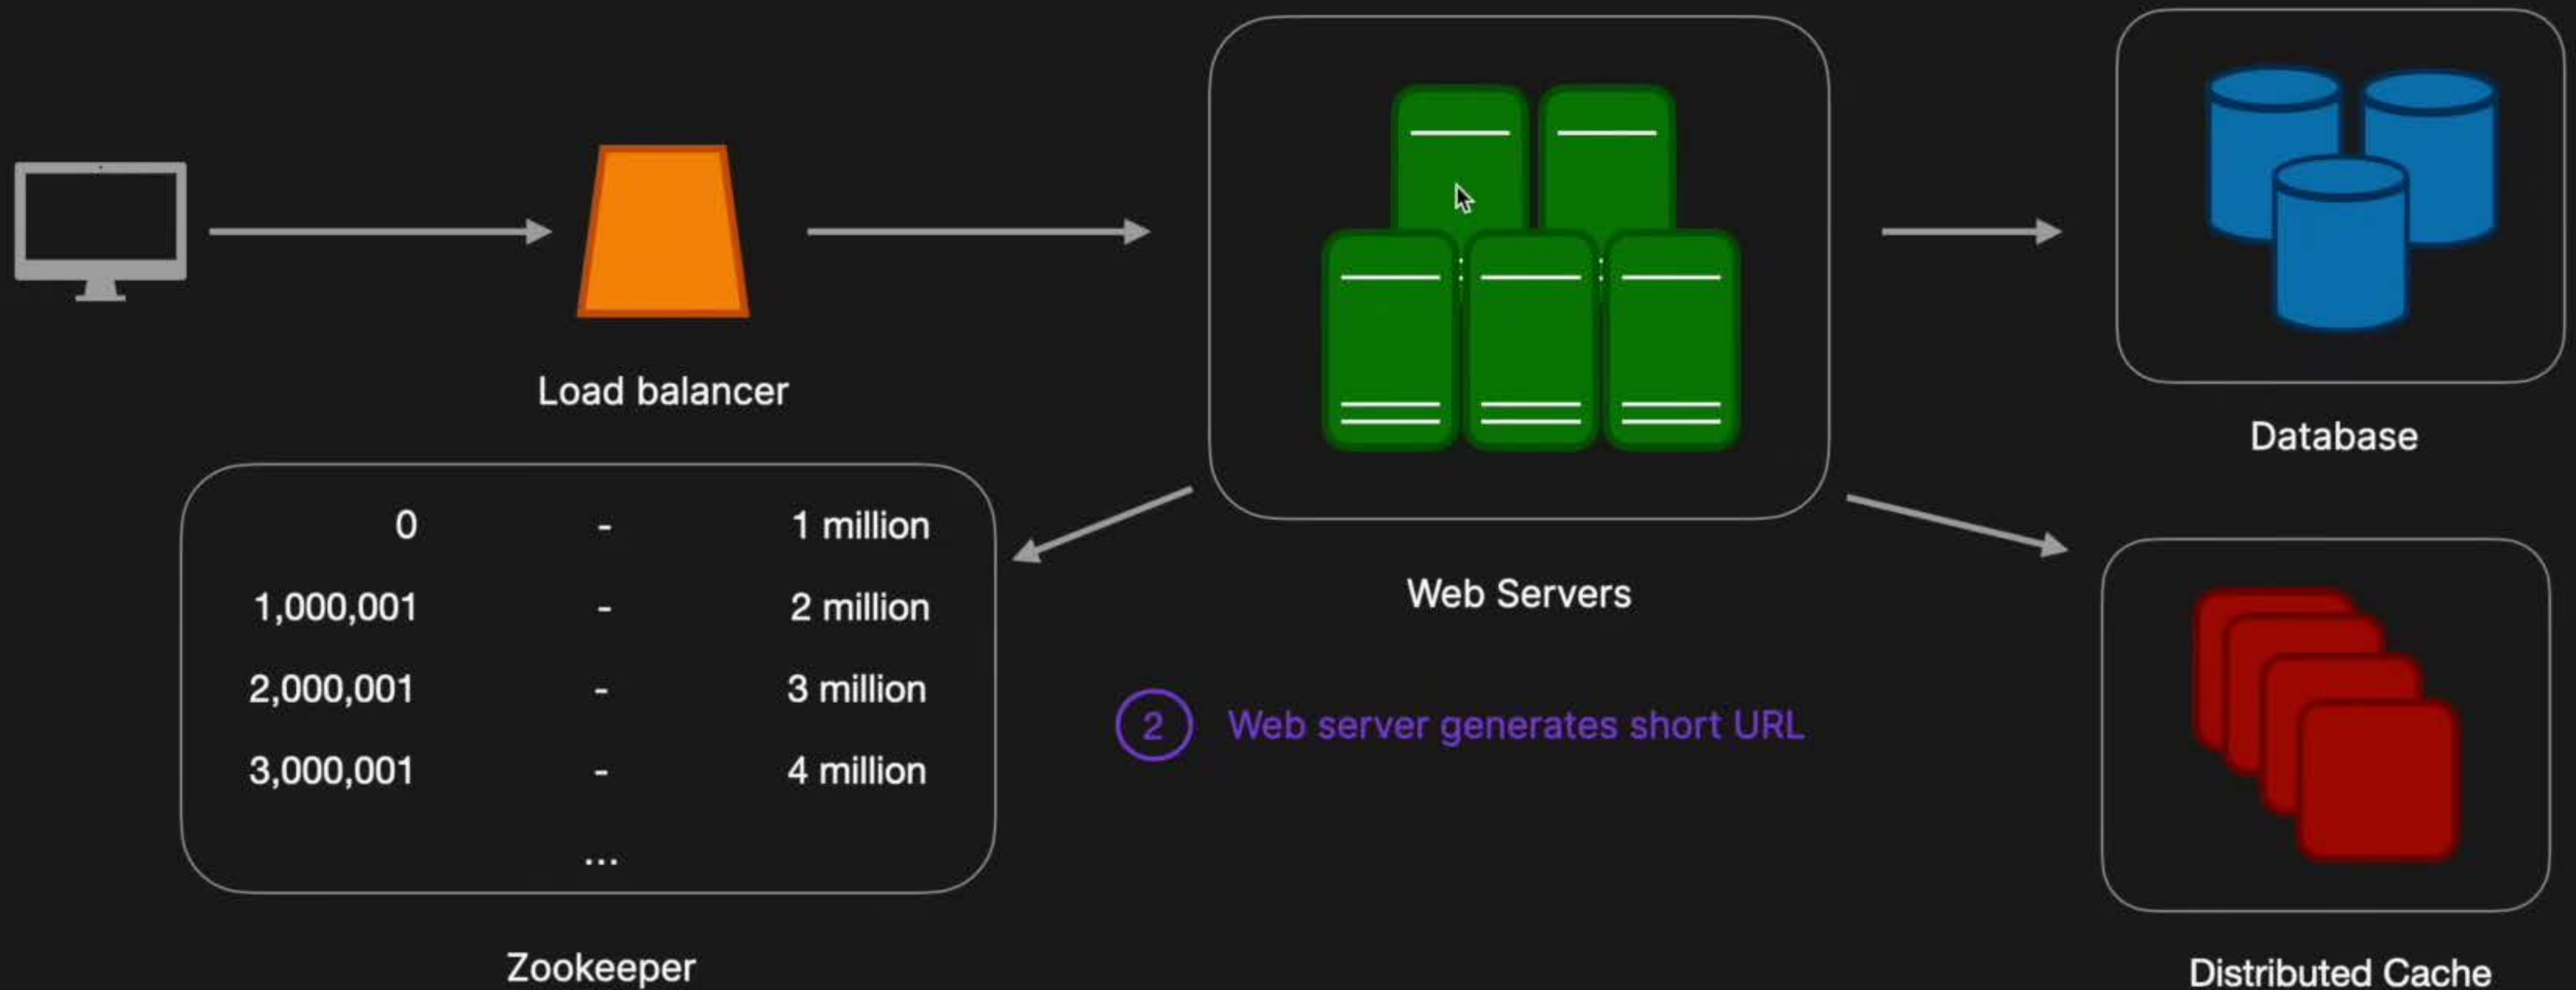 Load balancer
0 - 1 million
1,000,001 - 2 million
2,000,001 - 3 million
3,000,001 - 4 million
...
Zookeeper
Web Servers
2 Web server generates short URL
Database
Distributed Cache